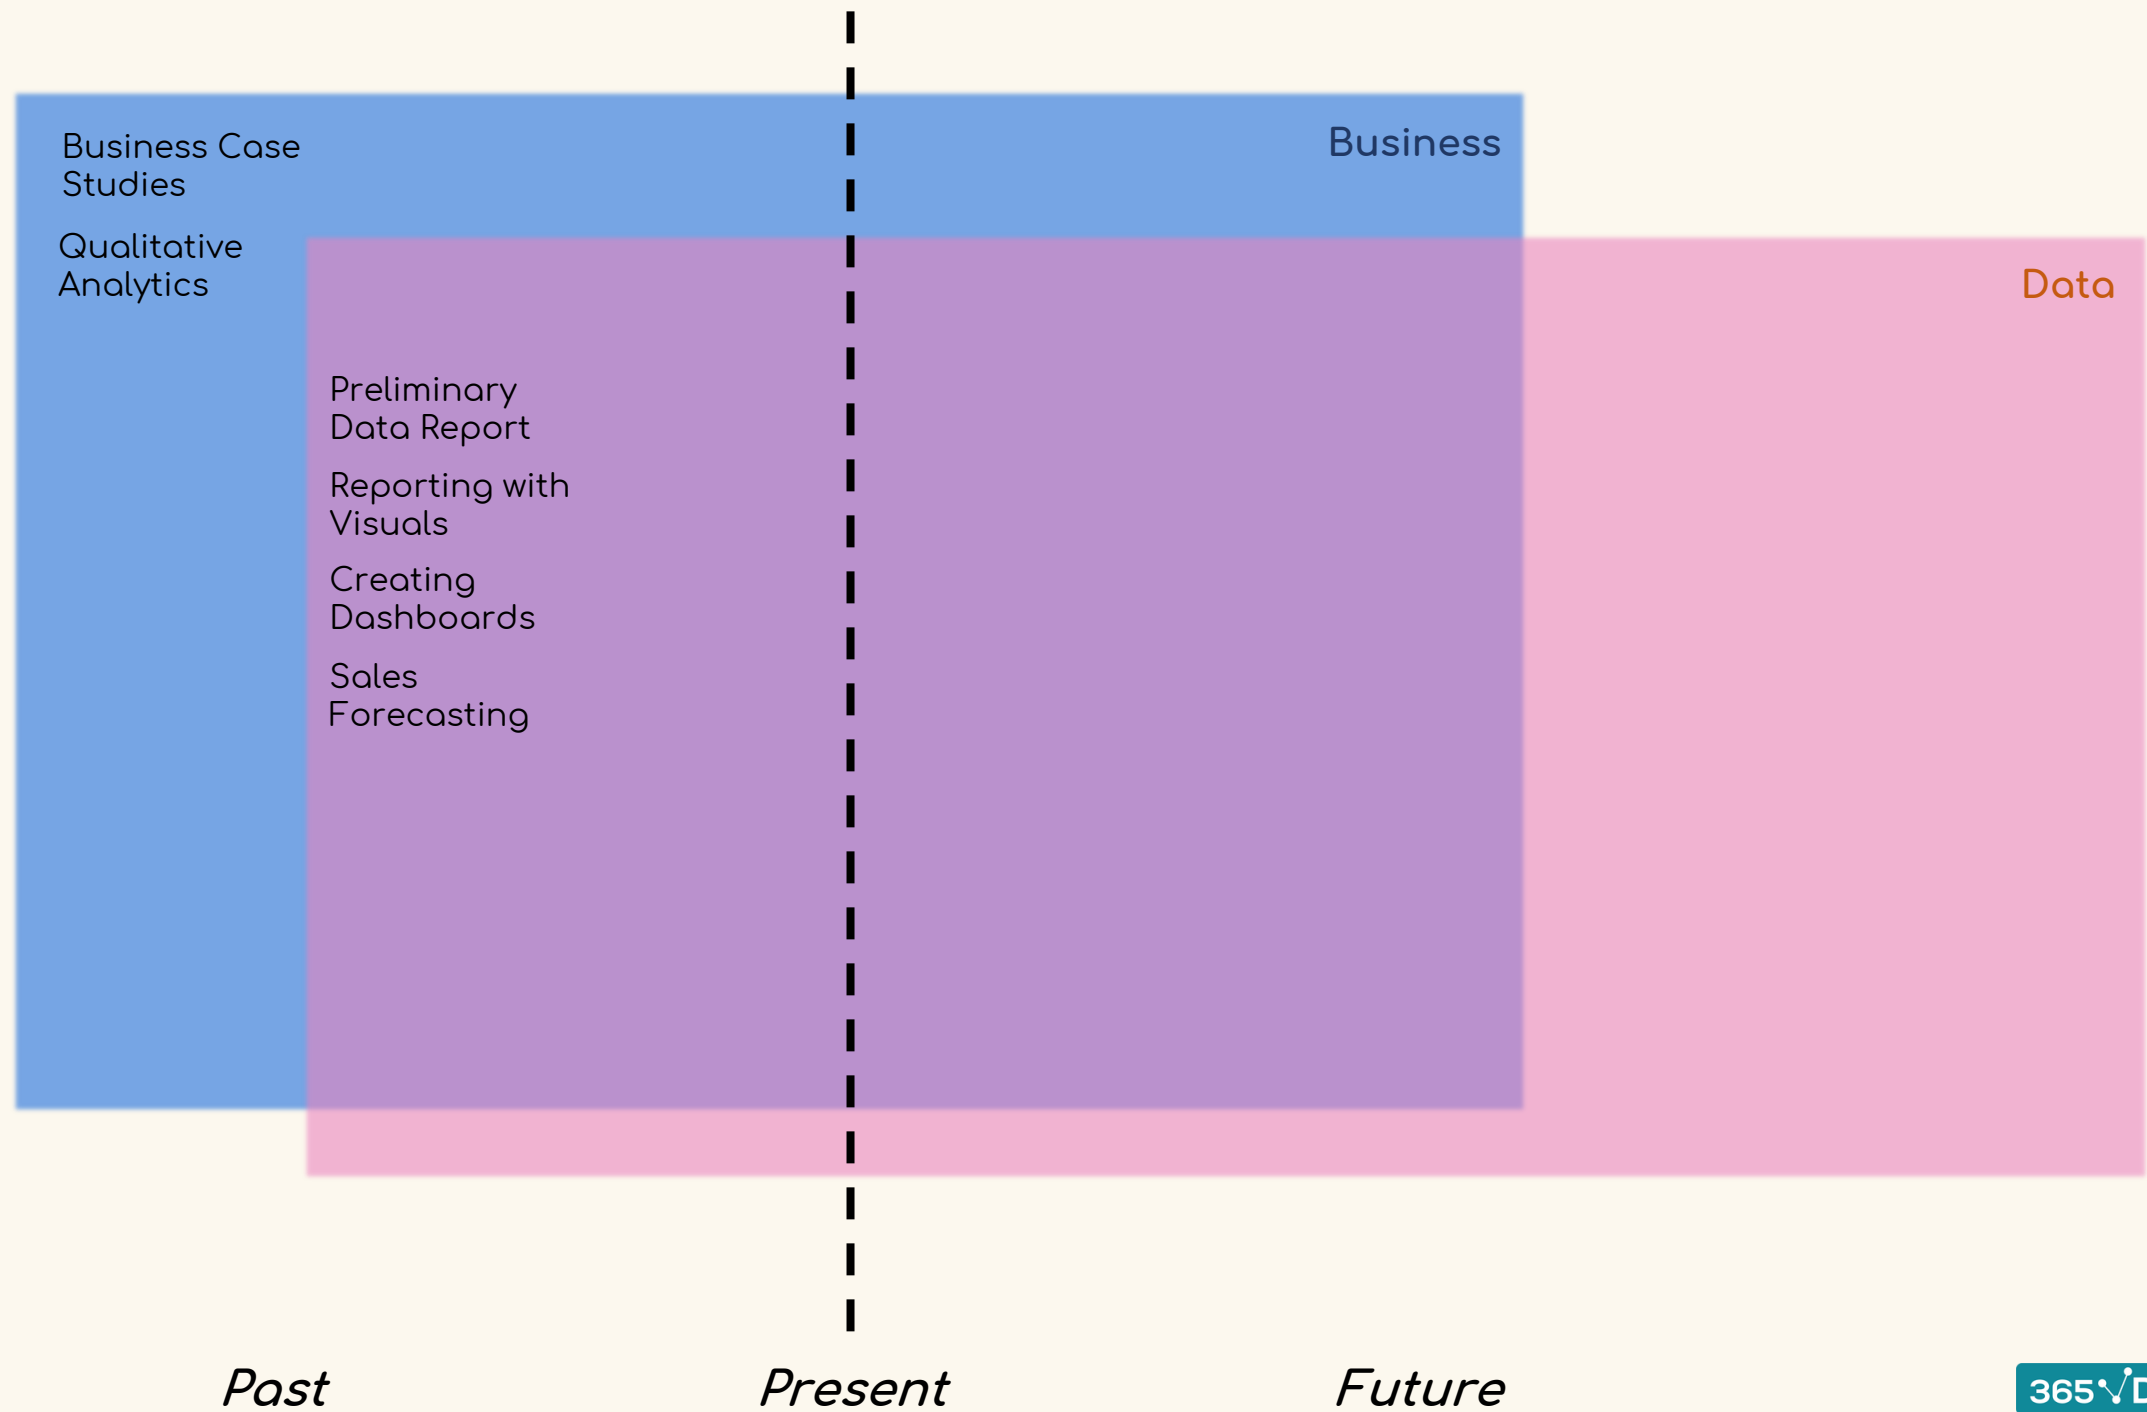 Business Case
Studies
Business
Qualitative
Analytics
Data
Preliminary
Data Report
Reporting with
Visuals
Creating
Dashboards
Sales
Forecasting
Past
Present
Future
365 D